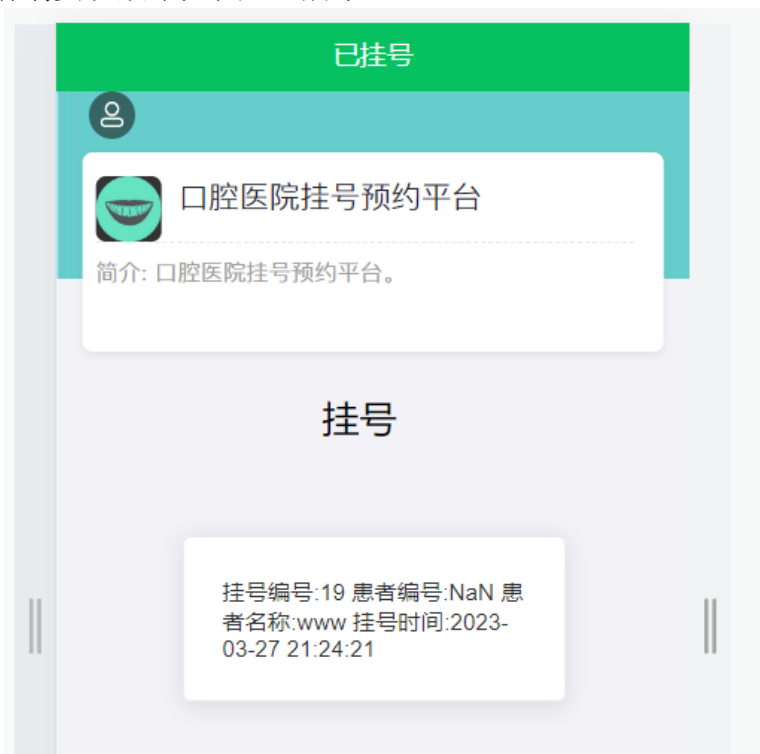 已挂号
口腔医院挂号预约平台
简介: 口腔医院挂号预约平台。
挂号
挂号编号:19 患者编号:NaN 患
者名称:www 挂号时间:2023-
03-27 21:24:21